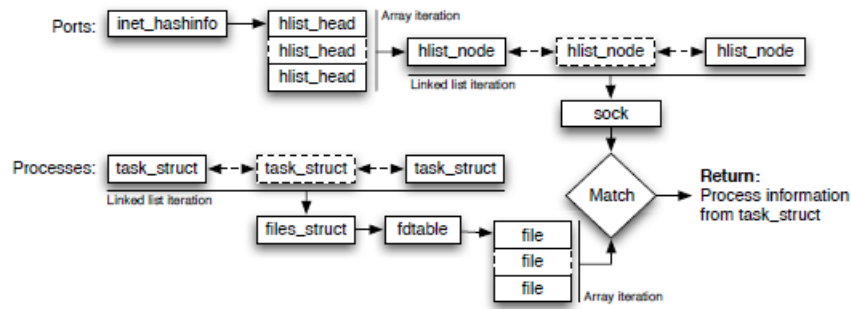 Ports:
inet_hashinfo
hlist_head
hlist_head
hlist_head
Array iteration
hlist_node
hlist_node
hlist_node
Linked list iteration
sock
Processes:
task_struct
task_struct
task_struct
Linked list iteration
files_struct
fdtable
file
file
file
Array iteration
Match
Return:
Process information
from task_struct